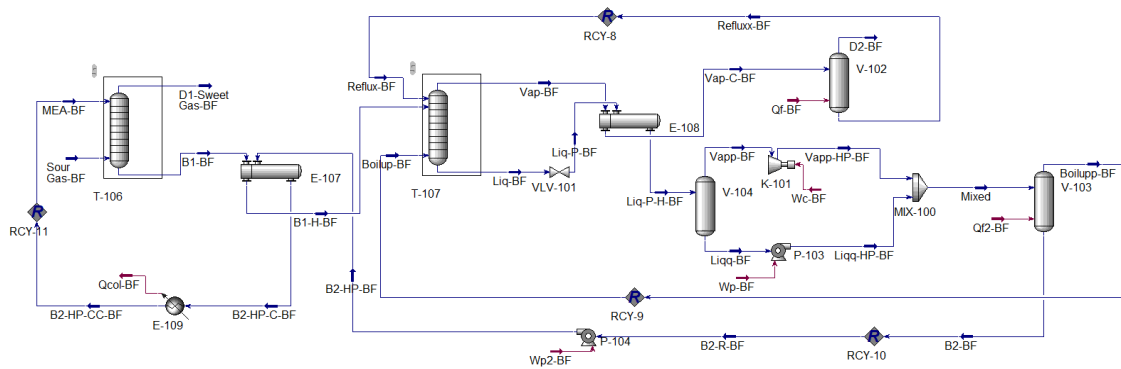 Refluxx-BF
R
RCY-8
D2-BF
V-102
Vap-C-BF
Qf-BF
D1-Sweet
Gas-BF
MEA-BF
Sour
Gas-BF
B1-BF
T-106
E-107
B1-H-BF
Reflux-BF
Vap-BF
Boilup-BF
T-107
Liq-BF
VLV-101
Liq-P-BF
E-108
Liq-P-H-BF
Vapp-BF
Vapp-HP-BF
K-101
Wc-BF
V-104
Liqq-BF
P-103
Wp-BF
Liqq-HP-BF
MIX-100
Mixed
Boilupp-BF
V-103
Qf2-BF
R
RCY-11
Qcol-BF
B2-HP-CC-BF
E-109
B2-HP-C-BF
B2-HP-BF
R
RCY-9
P-104
Wp2-BF
B2-R-BF
R
RCY-10
B2-BF